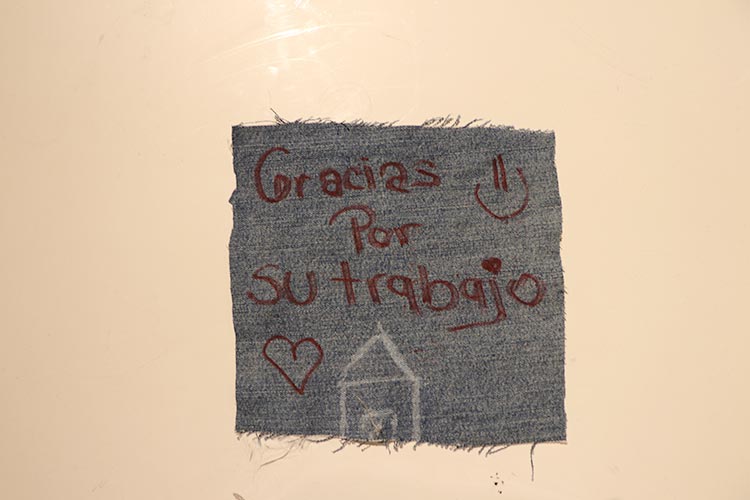 Gracias
Por
su trabajo